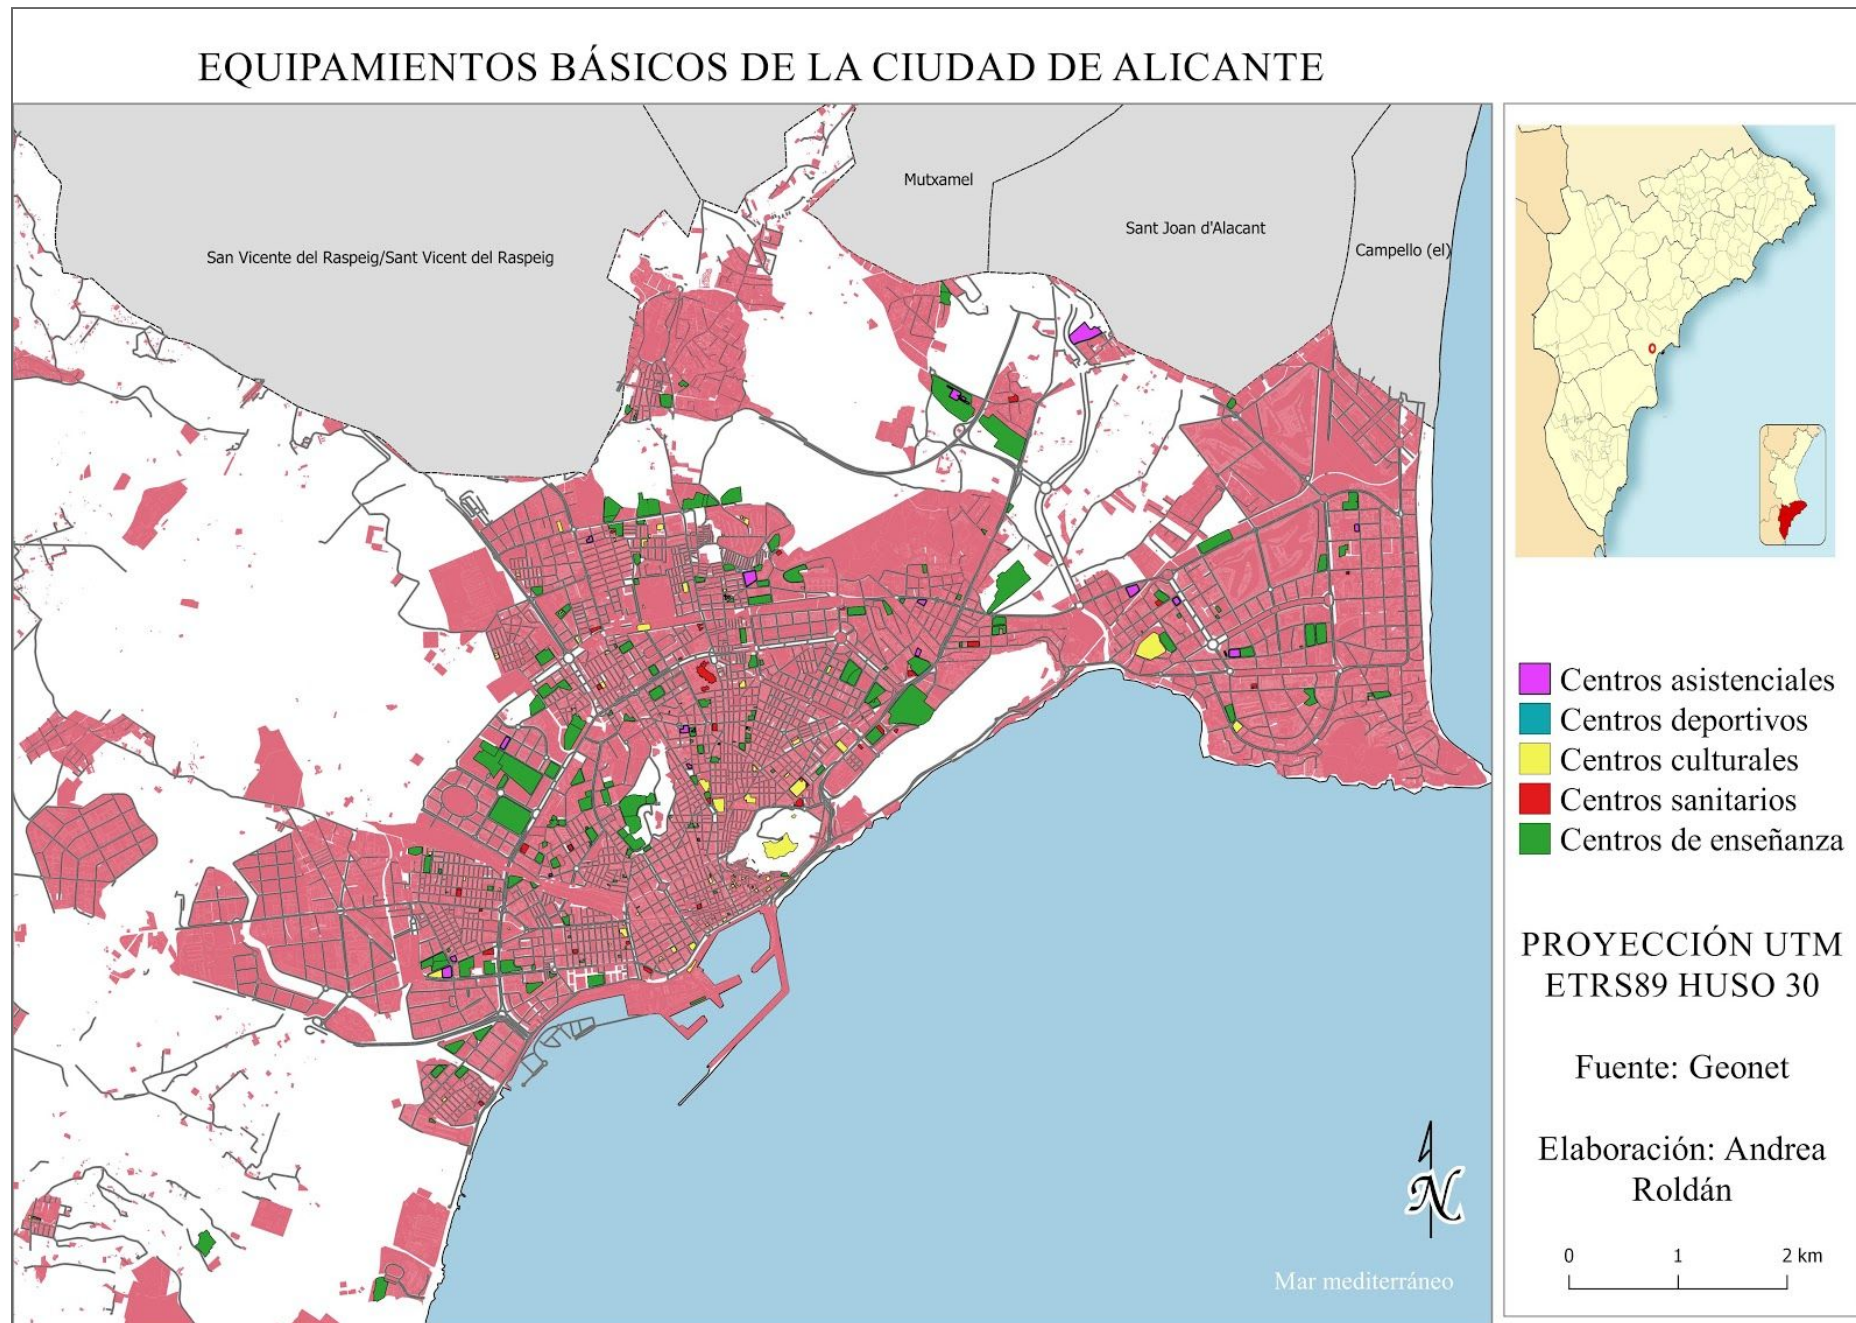 EQUIPAMIENTOS BÁSICOS DE LA CIUDAD DE ALICANTE
Mutxamel
Sant Joan d'Alacant
San Vicente del Raspeig/Sant Vicent del Raspeig
Campello (el)
Centros asistenciales
Centros deportivos
Centros culturales
Centros sanitarios
Centros de enseñanza
PROYECCIÓN UTM
ETRS89 HUSO 30
Fuente: Geonet
Elaboración: Andrea
Roldán
N
0 1 2 km
Mar mediterráneo